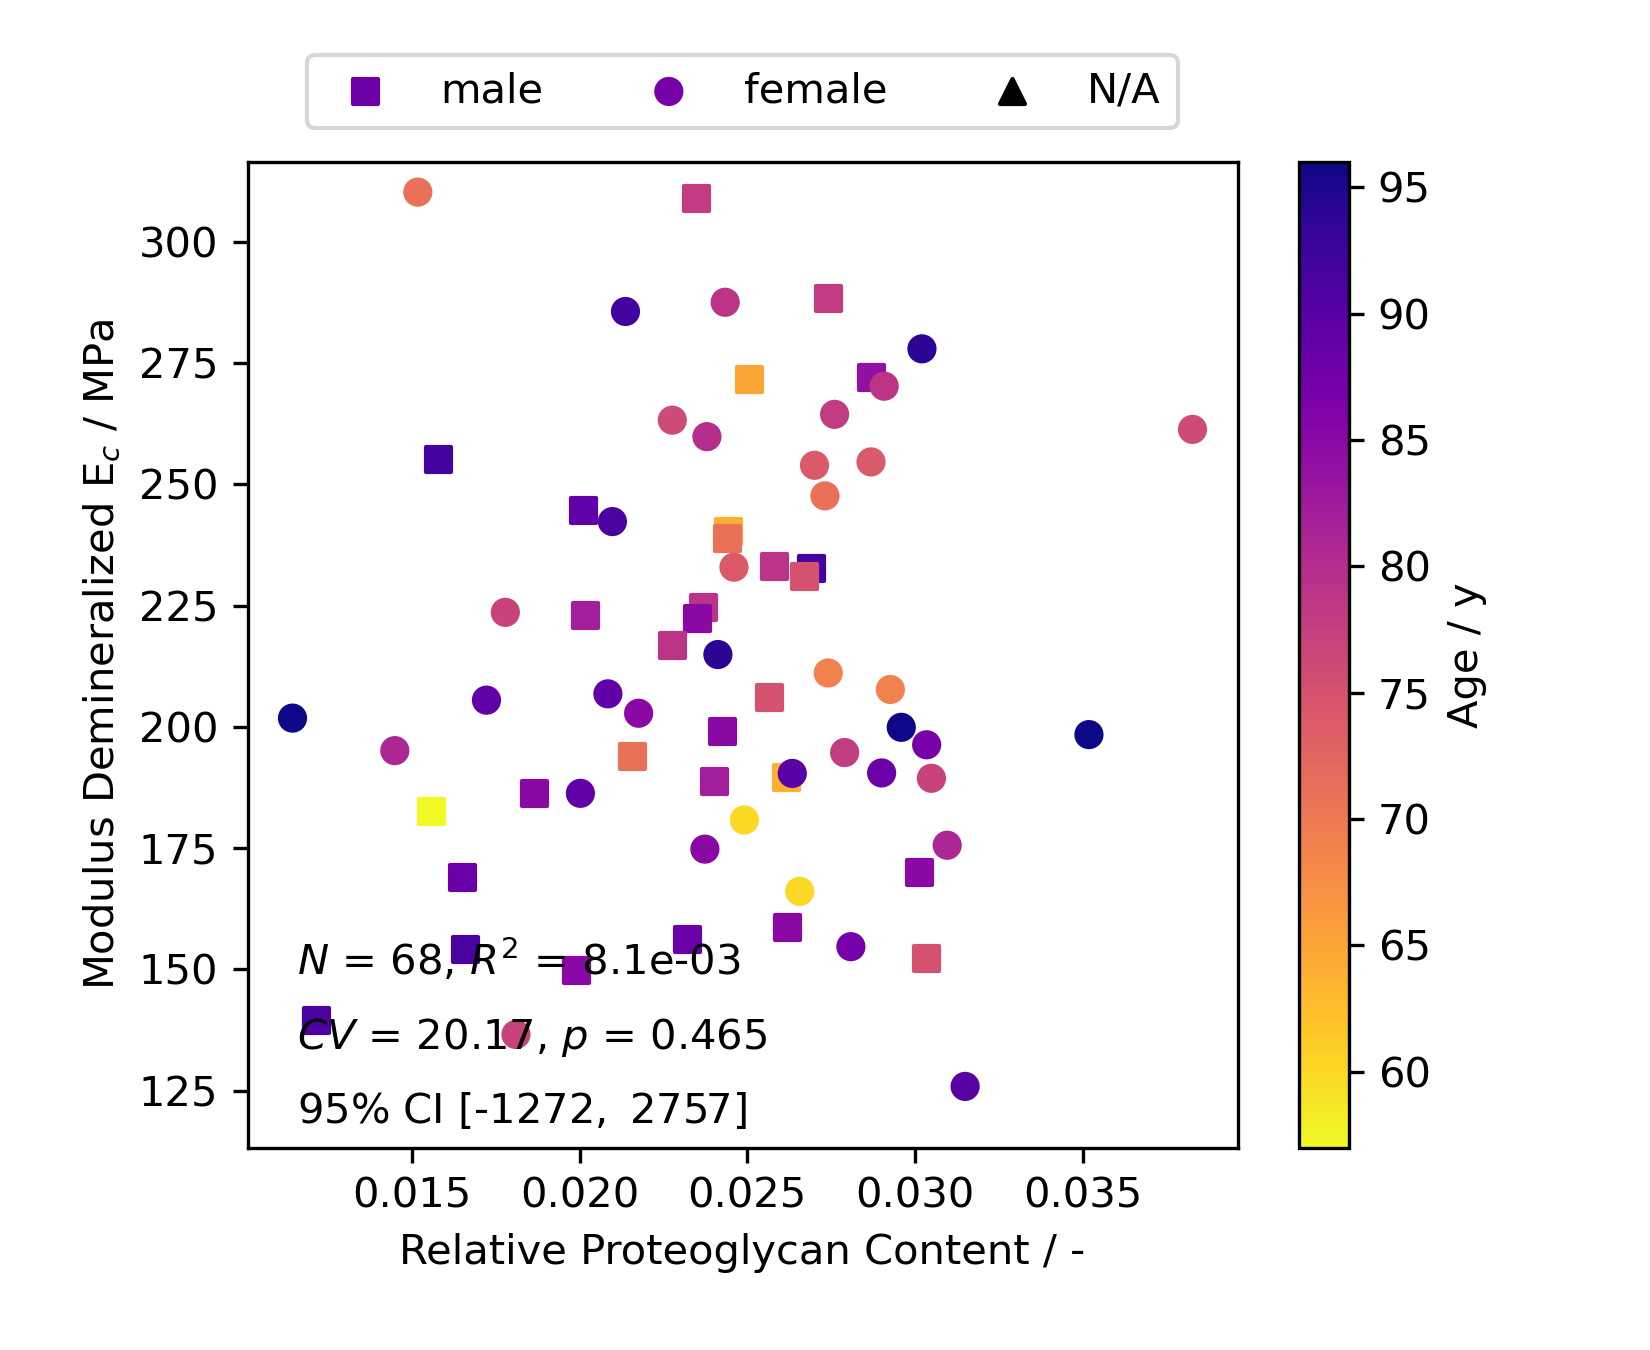 male female N/A
300
275
250
225
200
175
150
125
Modulus Demineralized E_c / MPa
N = 68, R² = 8.1e-03
CV = 20.17, p = 0.465
95% CI [-1272, 2757]
0.015 0.020 0.025 0.030 0.035
Relative Proteoglycan Content / -
95
90
85
80
75
70
65
60
Age / y